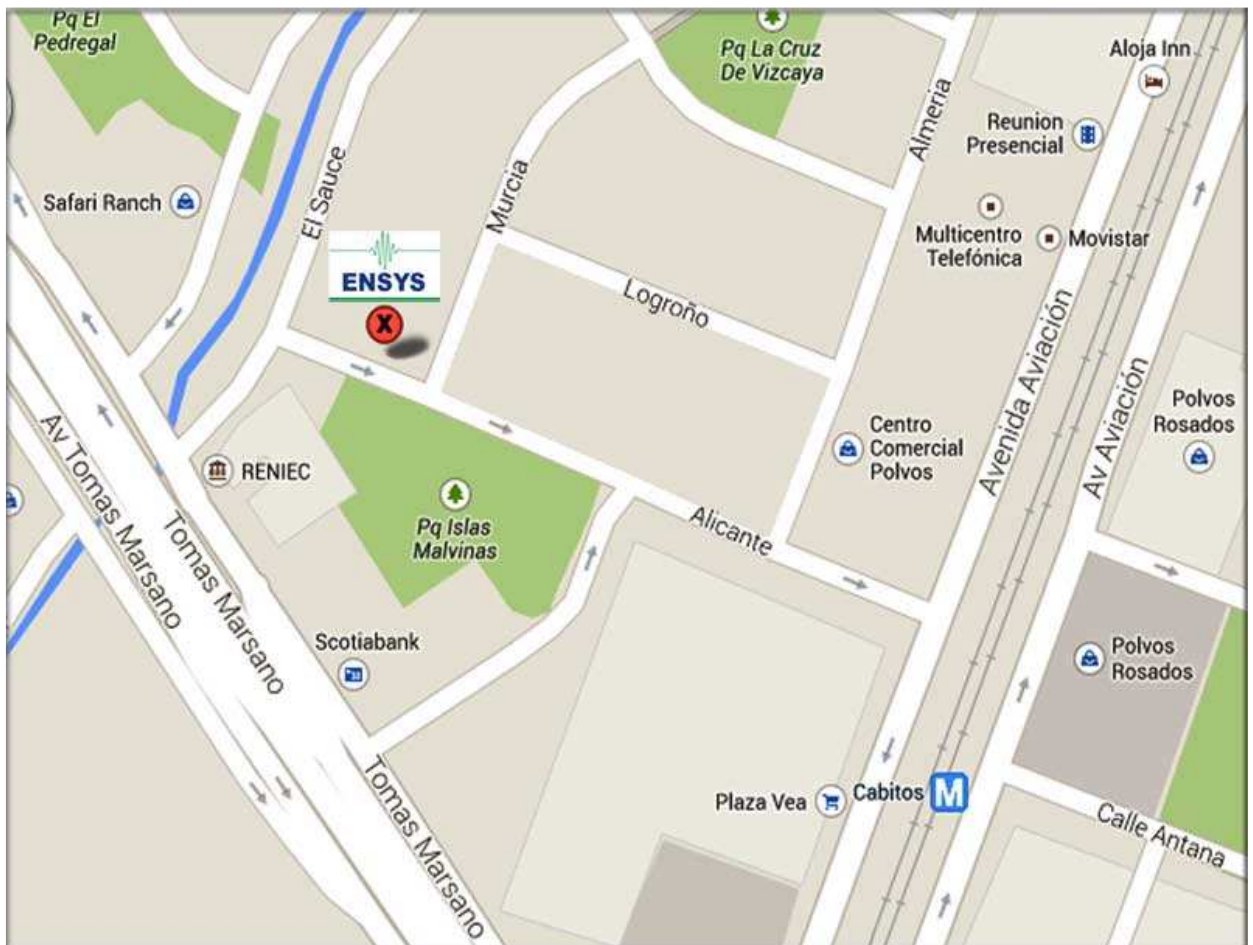 Pq El
Pedregal
Pq La Cruz
De Vizcaya
Aloja Inn
Almeria
Reunion
Presencial
El Sauce
Safari Ranch
Murcia
Multicentro
Telefónica
Movistar
ENSYS
X
Logroño
Avenida Aviación
Av Aviación
Polvos
Rosados
Av Tomas Marsano
Centro
Comercial
Polvos
RENIEC
Tomas Marsano
Pq Islas
Malvinas
Alicante
Scotiabank
Polvos
Rosados
Tomas Marsano
Plaza Vea
Cabitos
M
Calle Antana